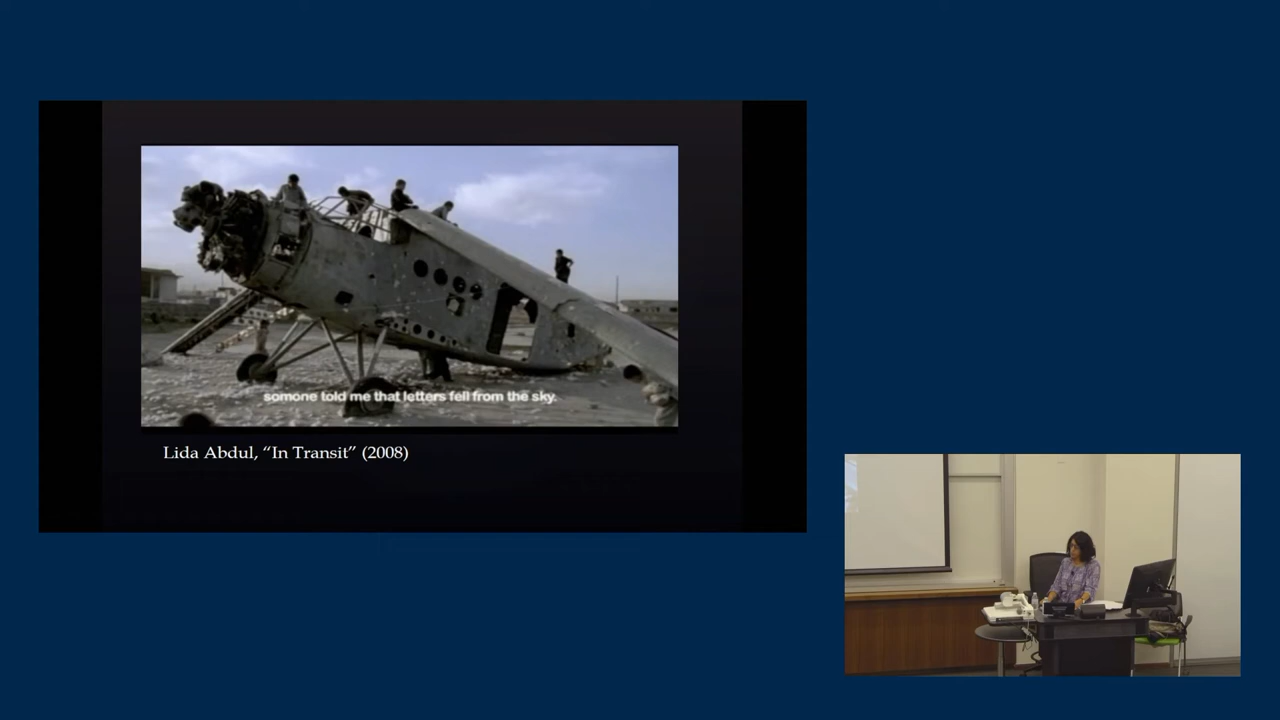 somone told me that letters fell from the sky.
Lida Abdul, “In Transit” (2008)